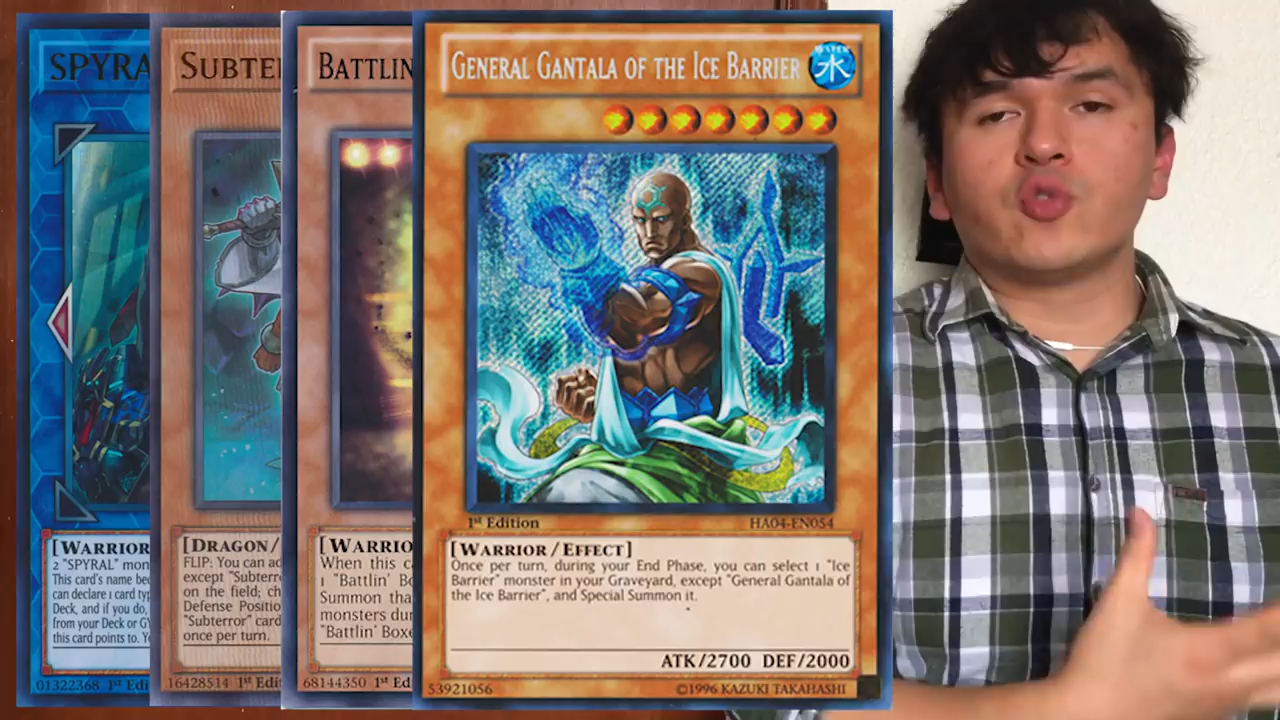 SPYRA
[WARRIOR
2 "SPYRAL" mon
This card's name bec
can declare 1 card typ
Deck, and if you do,
from your Deck or GY
this card points to. Yo
01322368 1st Edi
SUBTE
[DRAGON/
FLIP: You can ad
except "Subterr
on the field; ch
Defense Positio
"Subterror" card
once per turn.
16428514 1st Edi
BATTLIN
[WARRIO
When this ca
1 "Battlin' Bo
Summon tha
monsters dur
"Battlin' Boxe
68144350 1st Ed
GENERAL GANTALA OF THE ICE BARRIER
WATER
水
1st Edition HA04-EN054
[WARRIOR/EFFECT]
Once per turn, during your End Phase, you can select 1 "Ice
Barrier" monster in your Graveyard, except "General Gantala of
the Ice Barrier", and Special Summon it.
ATK/2700 DEF/2000
53921056 ©1996 KAZUKI TAKAHASHI